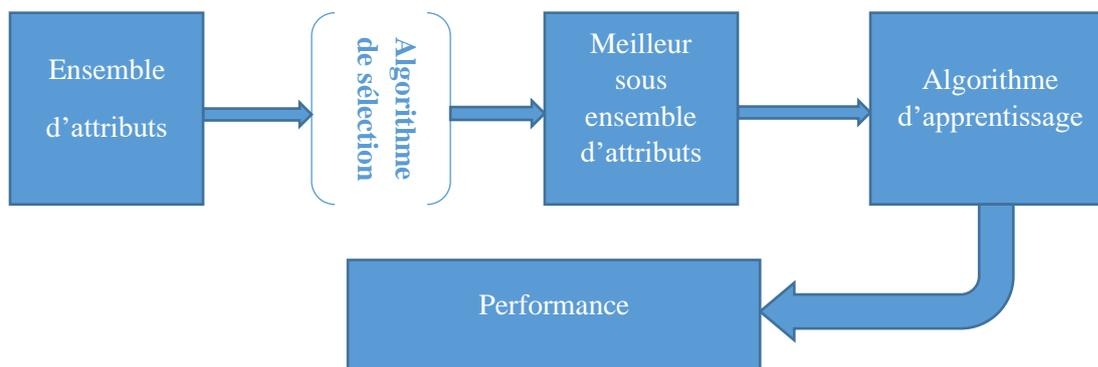 Ensemble
d’attributs
Algorithme
de sélection
Meilleur
sous
ensemble
d’attributs
Algorithme
d’apprentissage
Performance